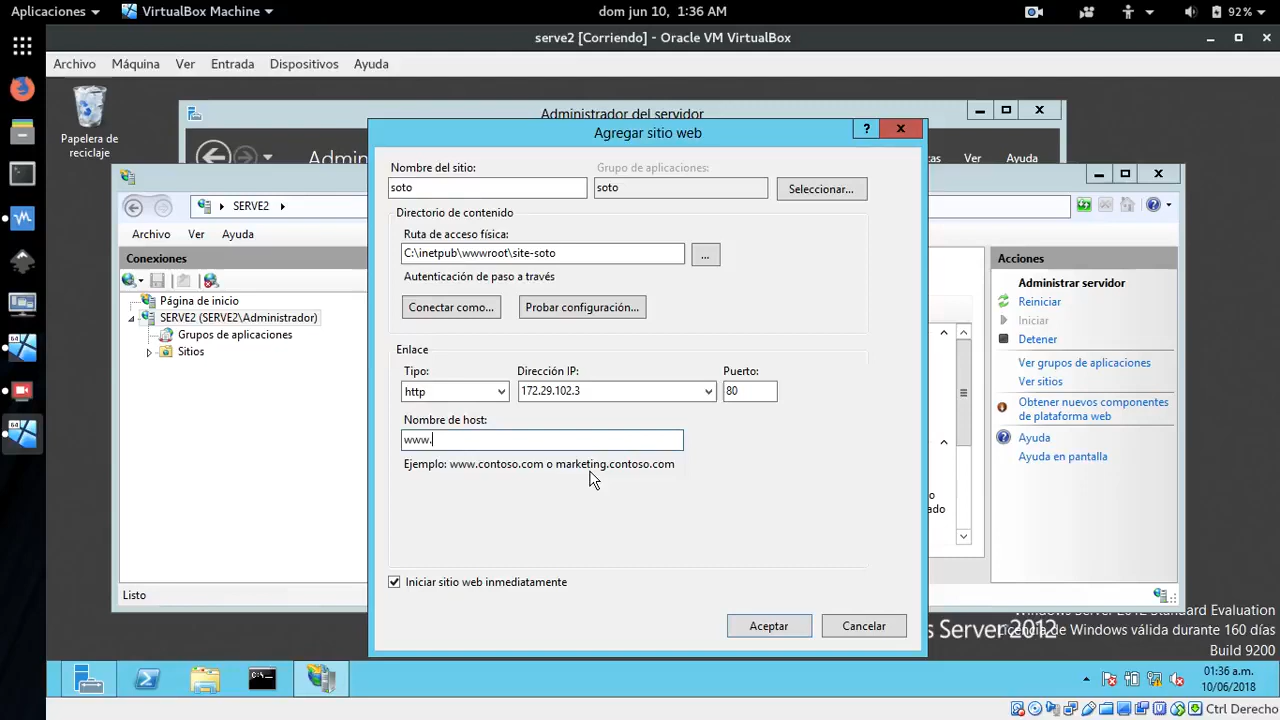 Aplicaciones
VirtualBox Machine
dom jun 10, 1:36 AM
92%
serve2 [Corriendo] - Oracle VM VirtualBox
Archivo Máquina Ver Entrada Dispositivos Ayuda
Papelera de
reciclaje
Administrador del servidor
Ver Ayuda
Agregar sitio web
?
SERVE2
Archivo Ver Ayuda
Conexiones
Página de inicio
SERVE2 (SERVE2\Administrador)
Grupos de aplicaciones
Sitios
Listo
Nombre del sitio:
Grupo de aplicaciones:
soto
soto
Seleccionar...
Directorio de contenido
Ruta de acceso física:
C:\inetpub\wwwroot\site-soto
...
Autenticación de paso a través
Conectar como...
Probar configuración...
Enlace
Tipo:
Dirección IP:
Puerto:
http
172.29.102.3
80
Nombre de host:
www.
Ejemplo: www.contoso.com o marketing.contoso.com
Iniciar sitio web inmediatamente
Aceptar
Cancelar
Acciones
Administrar servidor
Reiniciar
Iniciar
Detener
Ver grupos de aplicaciones
Ver sitios
Obtener nuevos componentes
de plataforma web
Ayuda
Ayuda en pantalla
Server 2012
Licencia de Windows válida durante 160 días
Build 9200
01:36 a.m.
10/06/2018
Ctrl Derecho